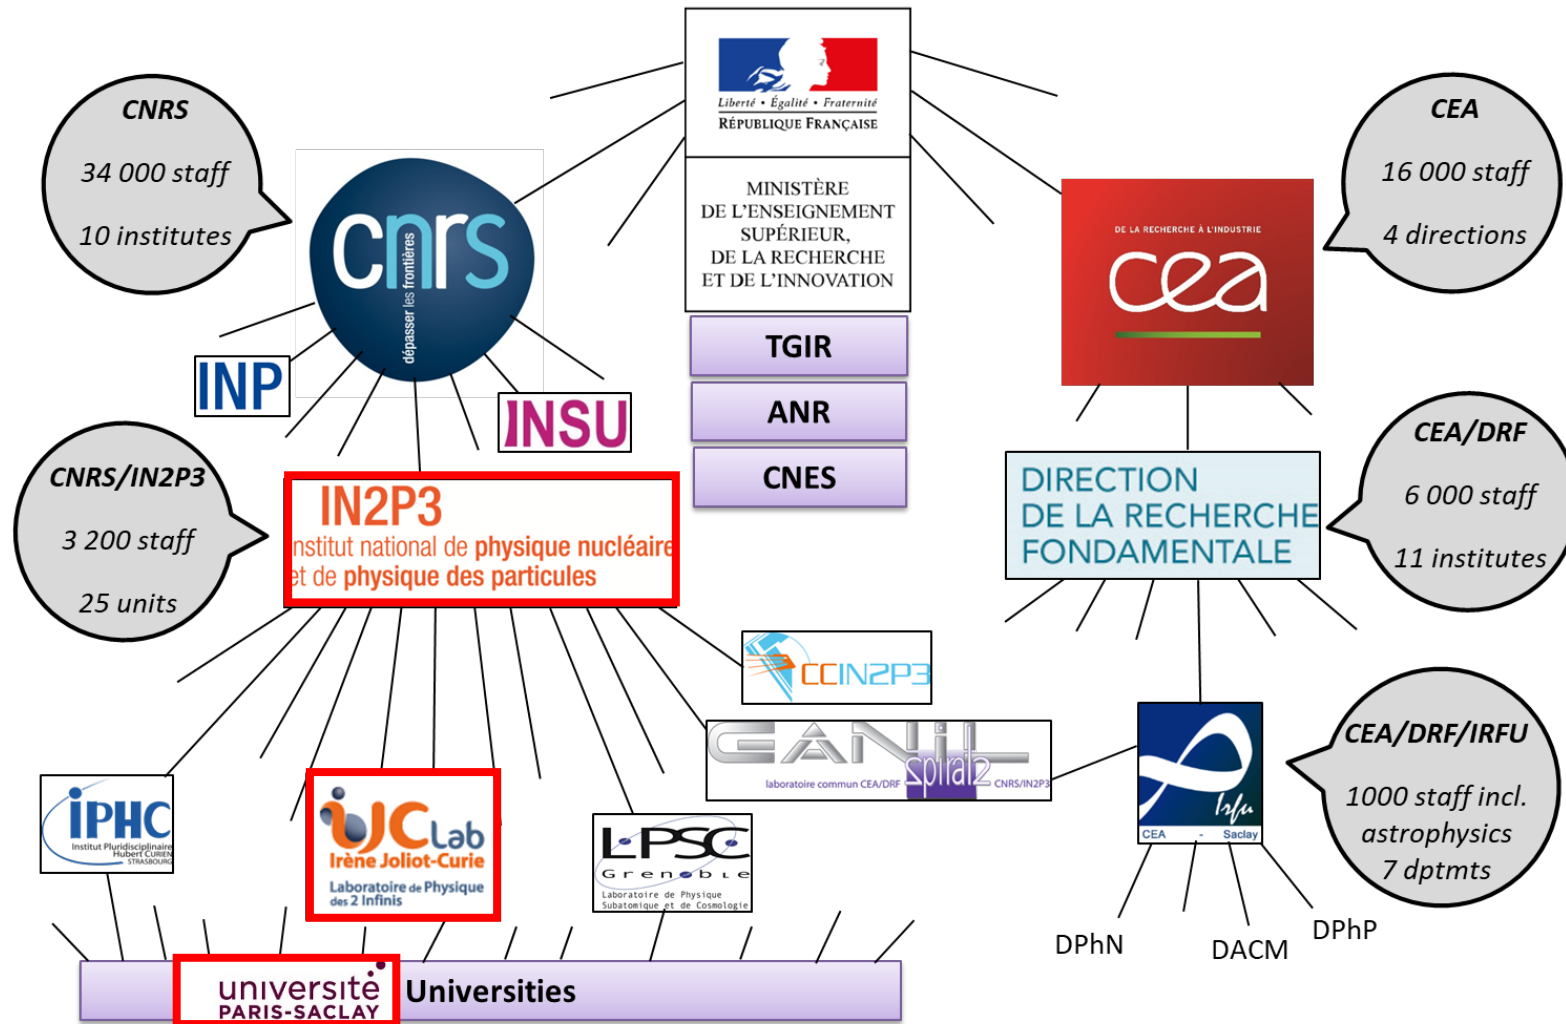 Liberté • Égalité • Fraternité
RÉPUBLIQUE FRANÇAISE
MINISTÈRE
DE L'ENSEIGNEMENT
SUPÉRIEUR,
DE LA RECHERCHE
ET DE L'INNOVATION
TGIR
ANR
CNES
CNRS
34 000 staff
10 institutes
cnrs
dépasser les frontières
INP
INSU
CNRS/IN2P3
3 200 staff
25 units
IN2P3
nstitut national de physique nucléaire
et de physique des particules
CEA
16 000 staff
4 directions
DE LA RECHERCHE À L'INDUSTRIE
cea
CEA/DRF
6 000 staff
11 institutes
DIRECTION
DE LA RECHERCHE
FONDAMENTALE
CCIN2P3
GANIL
laboratoire commun CEA/DRF spiral2 CNRS/IN2P3
Irfu
CEA - Saclay
CEA/DRF/IRFU
1000 staff incl.
astrophysics
7 dptmts
DPhN
DACM
DPhP
iPHC
Institut Pluridisciplinaire
Hubert CURIEN
STRASBOURG
iJCLab
Irène Joliot-Curie
Laboratoire de Physique
des 2 Infinis
LPSC
Grenoble
Laboratoire de Physique
Subatomique et de Cosmologie
université
PARIS-SACLAY
Universities